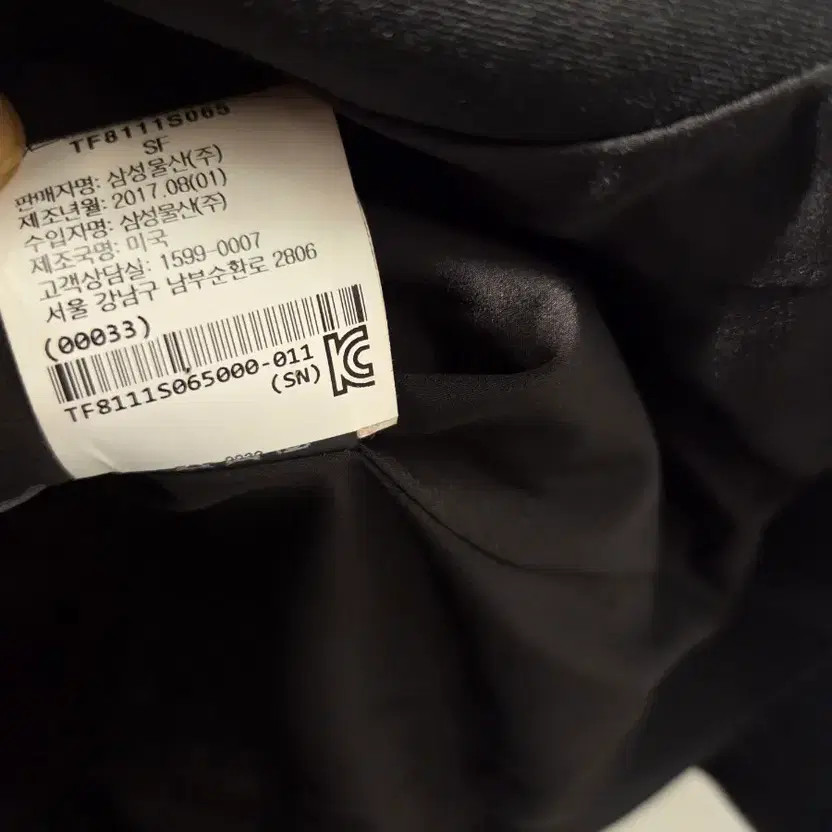 TF8111S065
SF
판매자명: 삼성물산(주)
제조년월: 2017.08(01)
수입자명: 삼성물산(주)
제조국명: 미국
고객상담실: 1599-0007
서울 강남구 남부순환로 2806
(00033)
TF8111S065000-011
(SN)